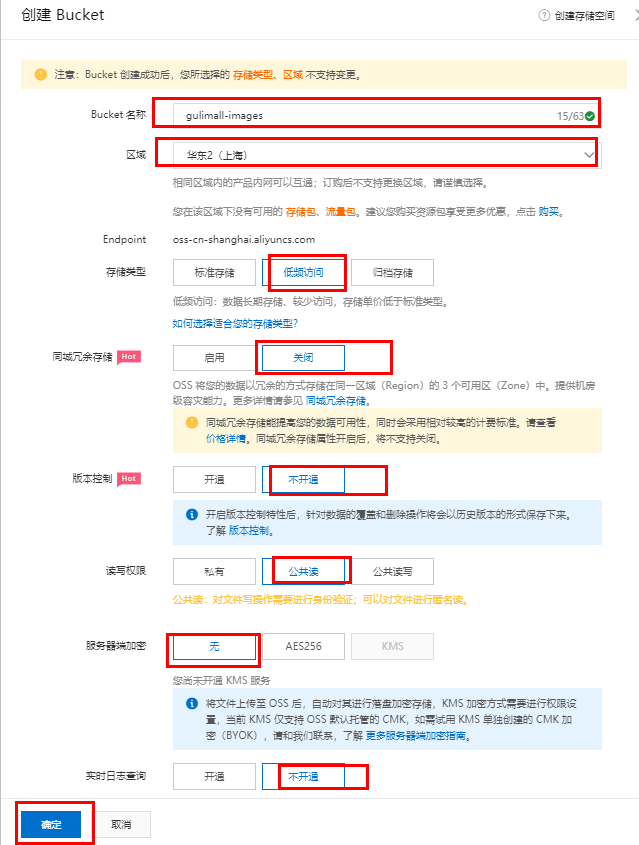 创建 Bucket
创建存储空间
注意：Bucket 创建成功后，您所选择的 存储类型、区域 不支持变更。
Bucket 名称
gulimall-images
15/63
区域
华东2（上海）
相同区域内的产品内网可以互通；订购后不支持更换区域，请谨慎选择。
您在该区域下没有可用的 存储包、流量包。建议您购买资源包享受更多优惠，点击 购买。
Endpoint
oss-cn-shanghai.aliyuncs.com
存储类型
标准存储
低频访问
归档存储
低频访问：数据长期存储、较少访问，存储单价低于标准类型。
如何选择适合您的存储类型?
同城冗余存储
Hot
启用
关闭
OSS 将您的数据以冗余的方式存储在同一区域（Region）的 3 个可用区（Zone）中。提供机房
级容灾能力。更多详情请参见 同城冗余存储。
同城冗余存储能提高您的数据可用性，同时会采用相对较高的计费标准。请查看
价格详情。同城冗余存储属性开启后，将不支持关闭。
版本控制
Hot
开通
不开通
开启版本控制特性后，针对数据的覆盖和删除操作将会以历史版本的形式保存下来。
了解 版本控制。
读写权限
私有
公共读
公共读写
公共读：对文件写操作需要进行身份验证；可以对文件进行匿名读。
服务器端加密
无
AES256
KMS
您尚未开通 KMS 服务
将文件上传至 OSS 后，自动对其进行落盘加密存储，KMS 加密方式需要进行权限设
置，当前 KMS 仅支持 OSS 默认托管的 CMK，如需试用 KMS 单独创建的 CMK 加
密（BYOK），请和我们联系，了解 更多服务器端加密指南。
实时日志查询
开通
不开通
确定
取消